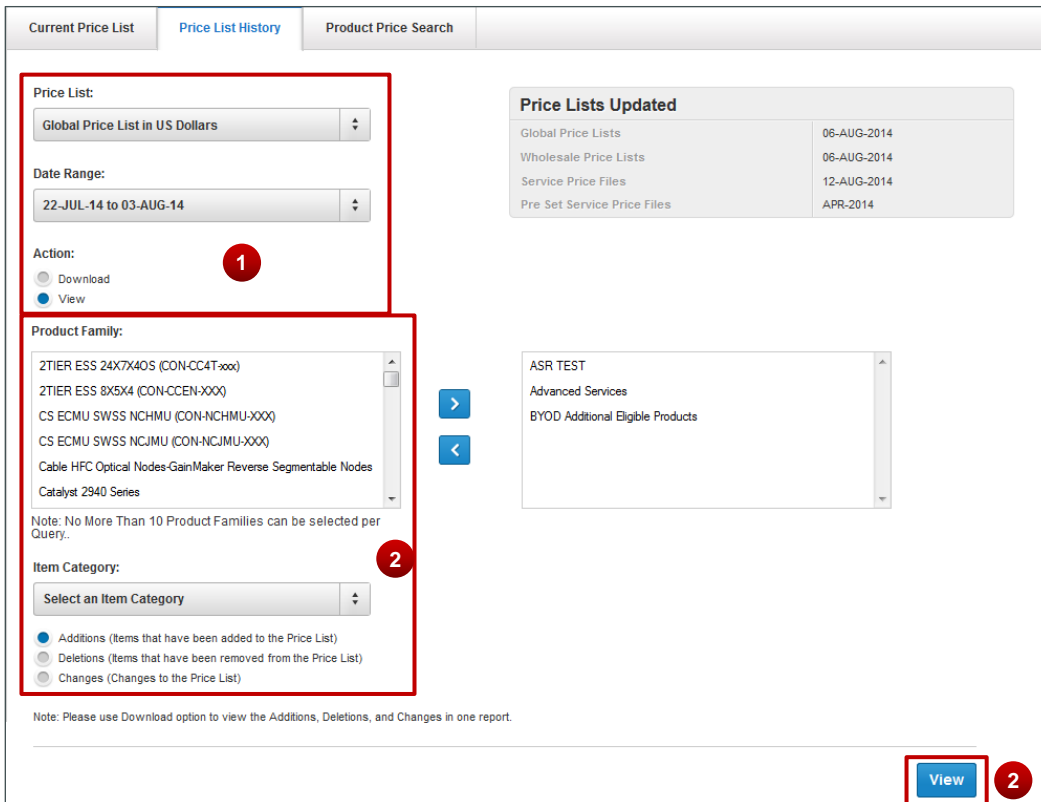 Current Price List
Price List History
Product Price Search
Price List:
Global Price List in US Dollars
Date Range:
22-JUL-14 to 03-AUG-14
Action:
Download
View
1
Price Lists Updated
Global Price Lists 06-AUG-2014
Wholesale Price Lists 06-AUG-2014
Service Price Files 12-AUG-2014
Pre Set Service Price Files APR-2014
Product Family:
2TIER ESS 24X7X4OS (CON-CC4T-xxx)
2TIER ESS 8X5X4 (CON-CCEN-XXX)
CS ECMU SWSS NCHMU (CON-NCHMU-XXX)
CS ECMU SWSS NCJMU (CON-NCJMU-XXX)
Cable HFC Optical Nodes-GainMaker Reverse Segmentable Nodes
Catalyst 2940 Series
>
<
ASR TEST
Advanced Services
BYOD Additional Eligible Products
Note: No More Than 10 Product Families can be selected per
Query..
2
Item Category:
Select an Item Category
Additions (Items that have been added to the Price List)
Deletions (Items that have been removed from the Price List)
Changes (Changes to the Price List)
Note: Please use Download option to view the Additions, Deletions, and Changes in one report.
View
2